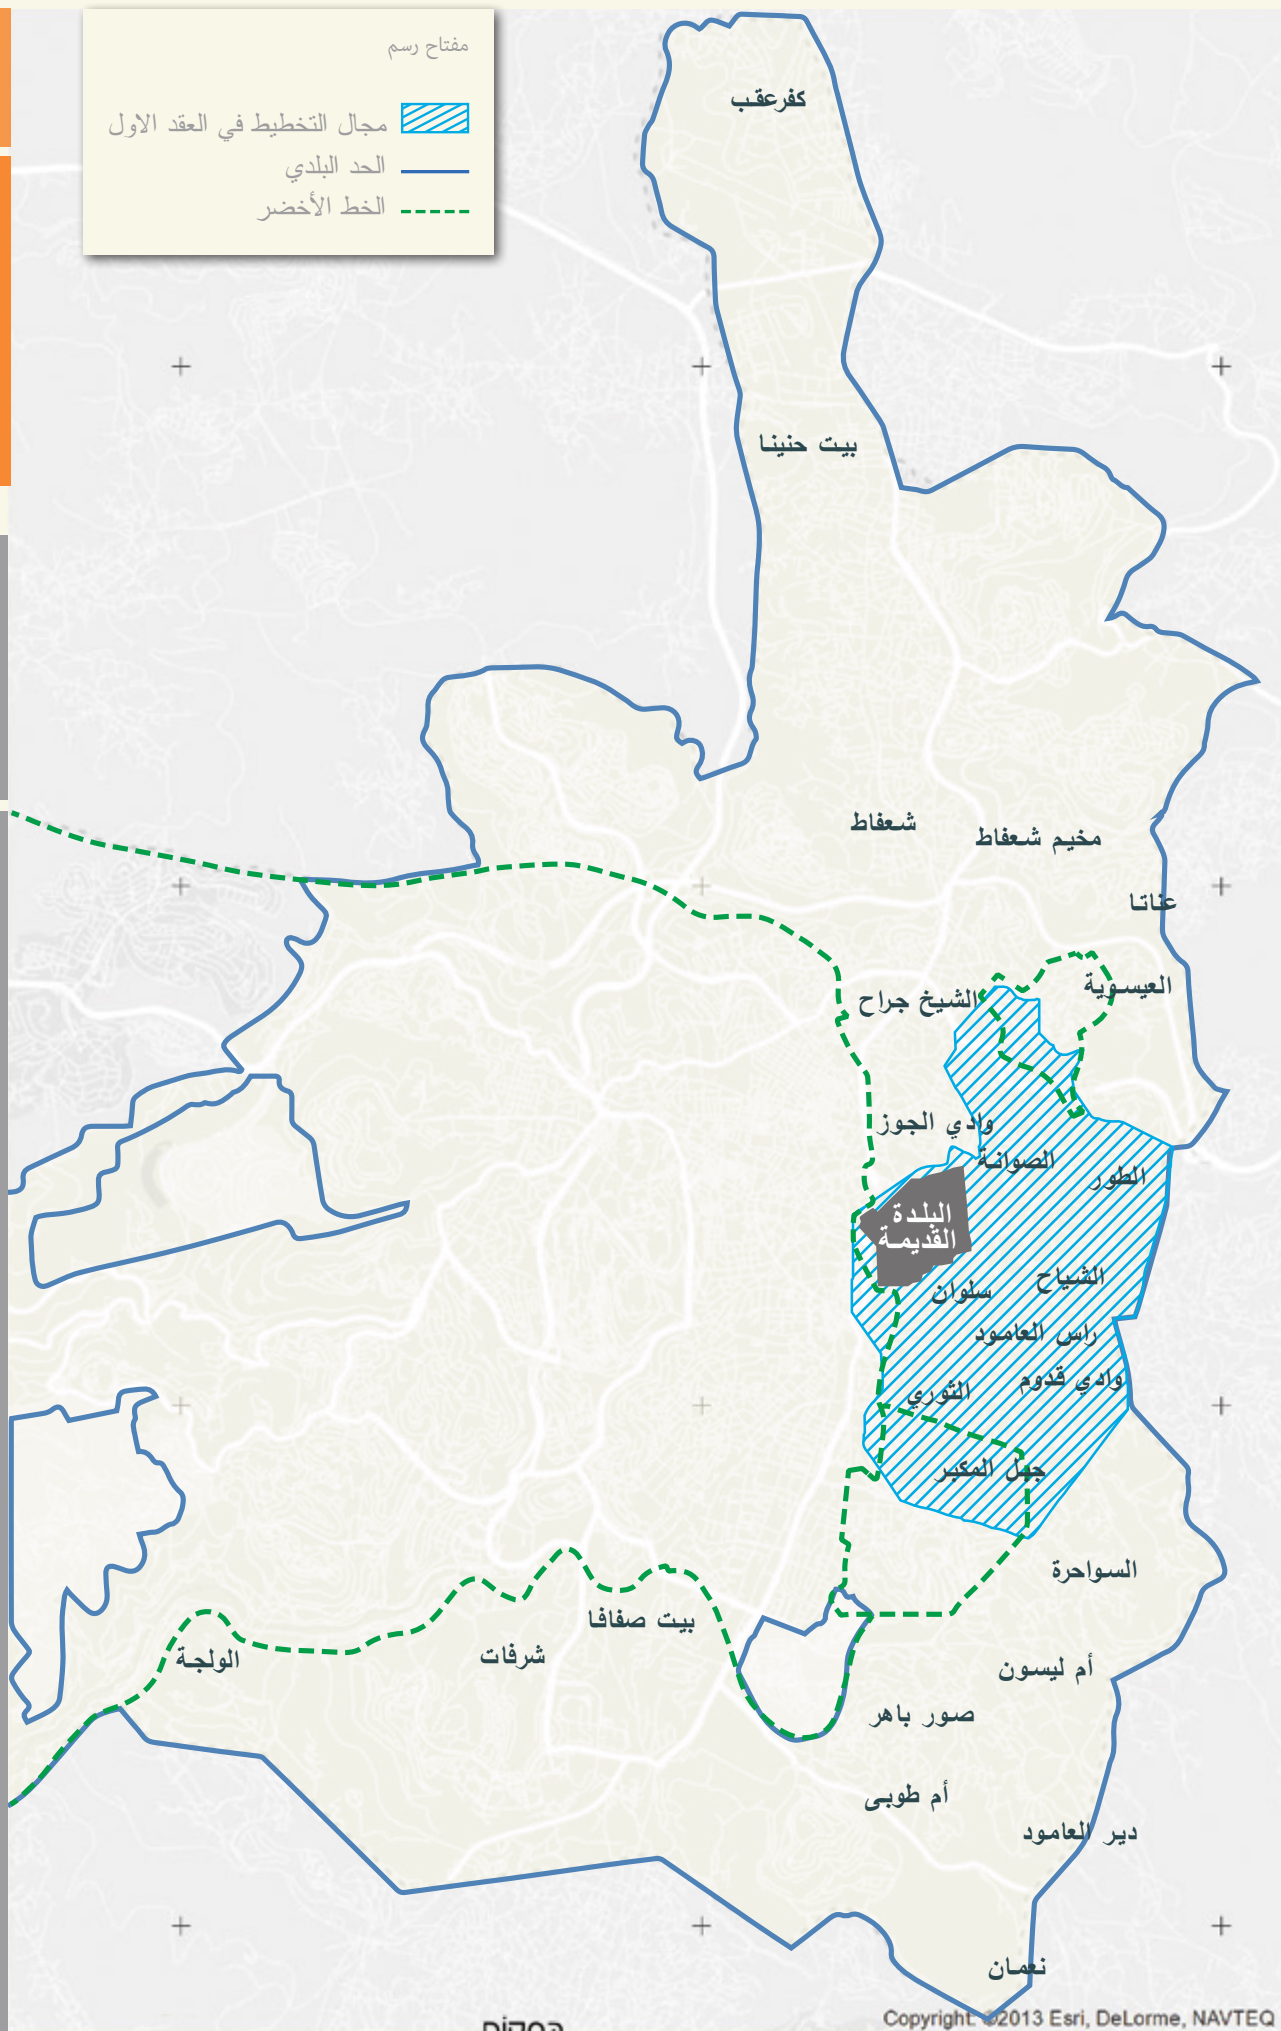 مفتاح رسم
مجال التخطيط في العقد الاول
الحد البلدي
الخط الأخضر
كفرعقب
بيت حنينا
شعفاط
مخيم شعفاط
عناتا
العيسوية
الشيخ جراح
وادي الجوز
الصوانة
الطور
البلدة
القديمة
الشياح
سلوان
راس العامود
وادي قدوم
الثوري
جبل المكبر
السواحرة
بيت صفافا
شرفات
الولجة
أم ليسون
صور باهر
أم طوبى
دير العامود
نعمان
Copyright: ©2013 Esri, DeLorme, NAVTEQ